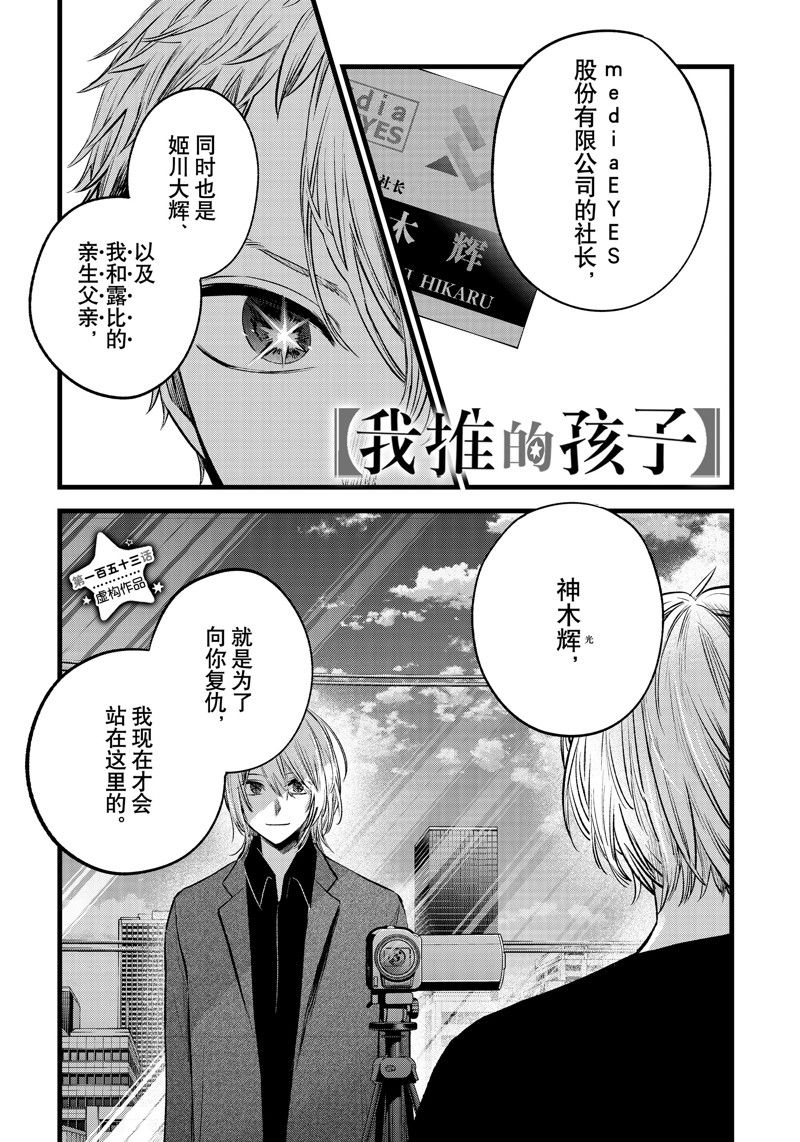 mediaEYES
股份有限公司的社长，
edia
EYES
社长
木辉
HIKARU
同时也是
姬川大辉、
以及
我和露比的
亲生父亲，
【我推的孩子】
第一百五十三话
虚构作品
神木辉，
光
就是为了
向你复仇，
我现在才会
站在这里的。